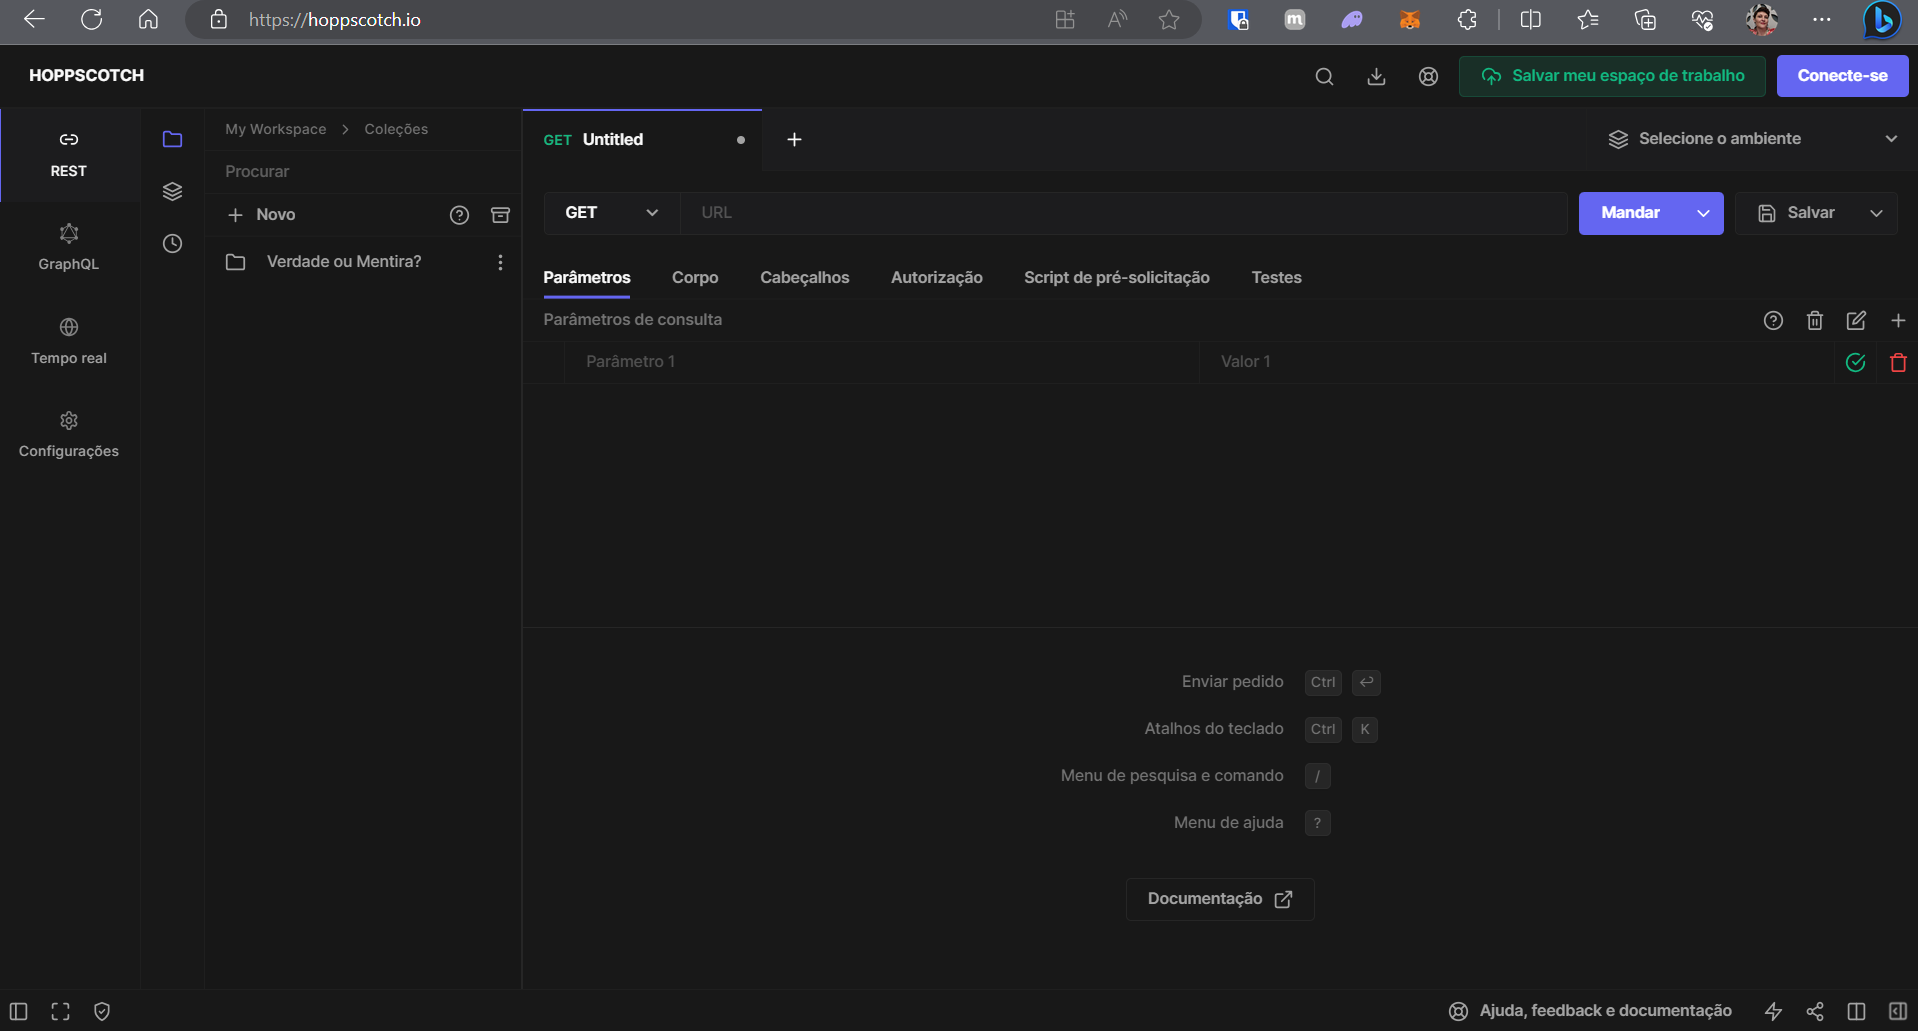 https://hoppscotch.io
HOPPSCOTCH
Salvar meu espaço de trabalho
Conecte-se
REST
GraphQL
Tempo real
Configurações
My Workspace > Coleções
Procurar
+ Novo
Verdade ou Mentira?
GET Untitled
Selecione o ambiente
GET
URL
Mandar
Salvar
Parâmetros Corpo Cabeçalhos Autorização Script de pré-solicitação Testes
Parâmetros de consulta
Parâmetro 1 Valor 1
Enviar pedido Ctrl ↩
Atalhos do teclado Ctrl K
Menu de pesquisa e comando /
Menu de ajuda ?
Documentação
Ajuda, feedback e documentação